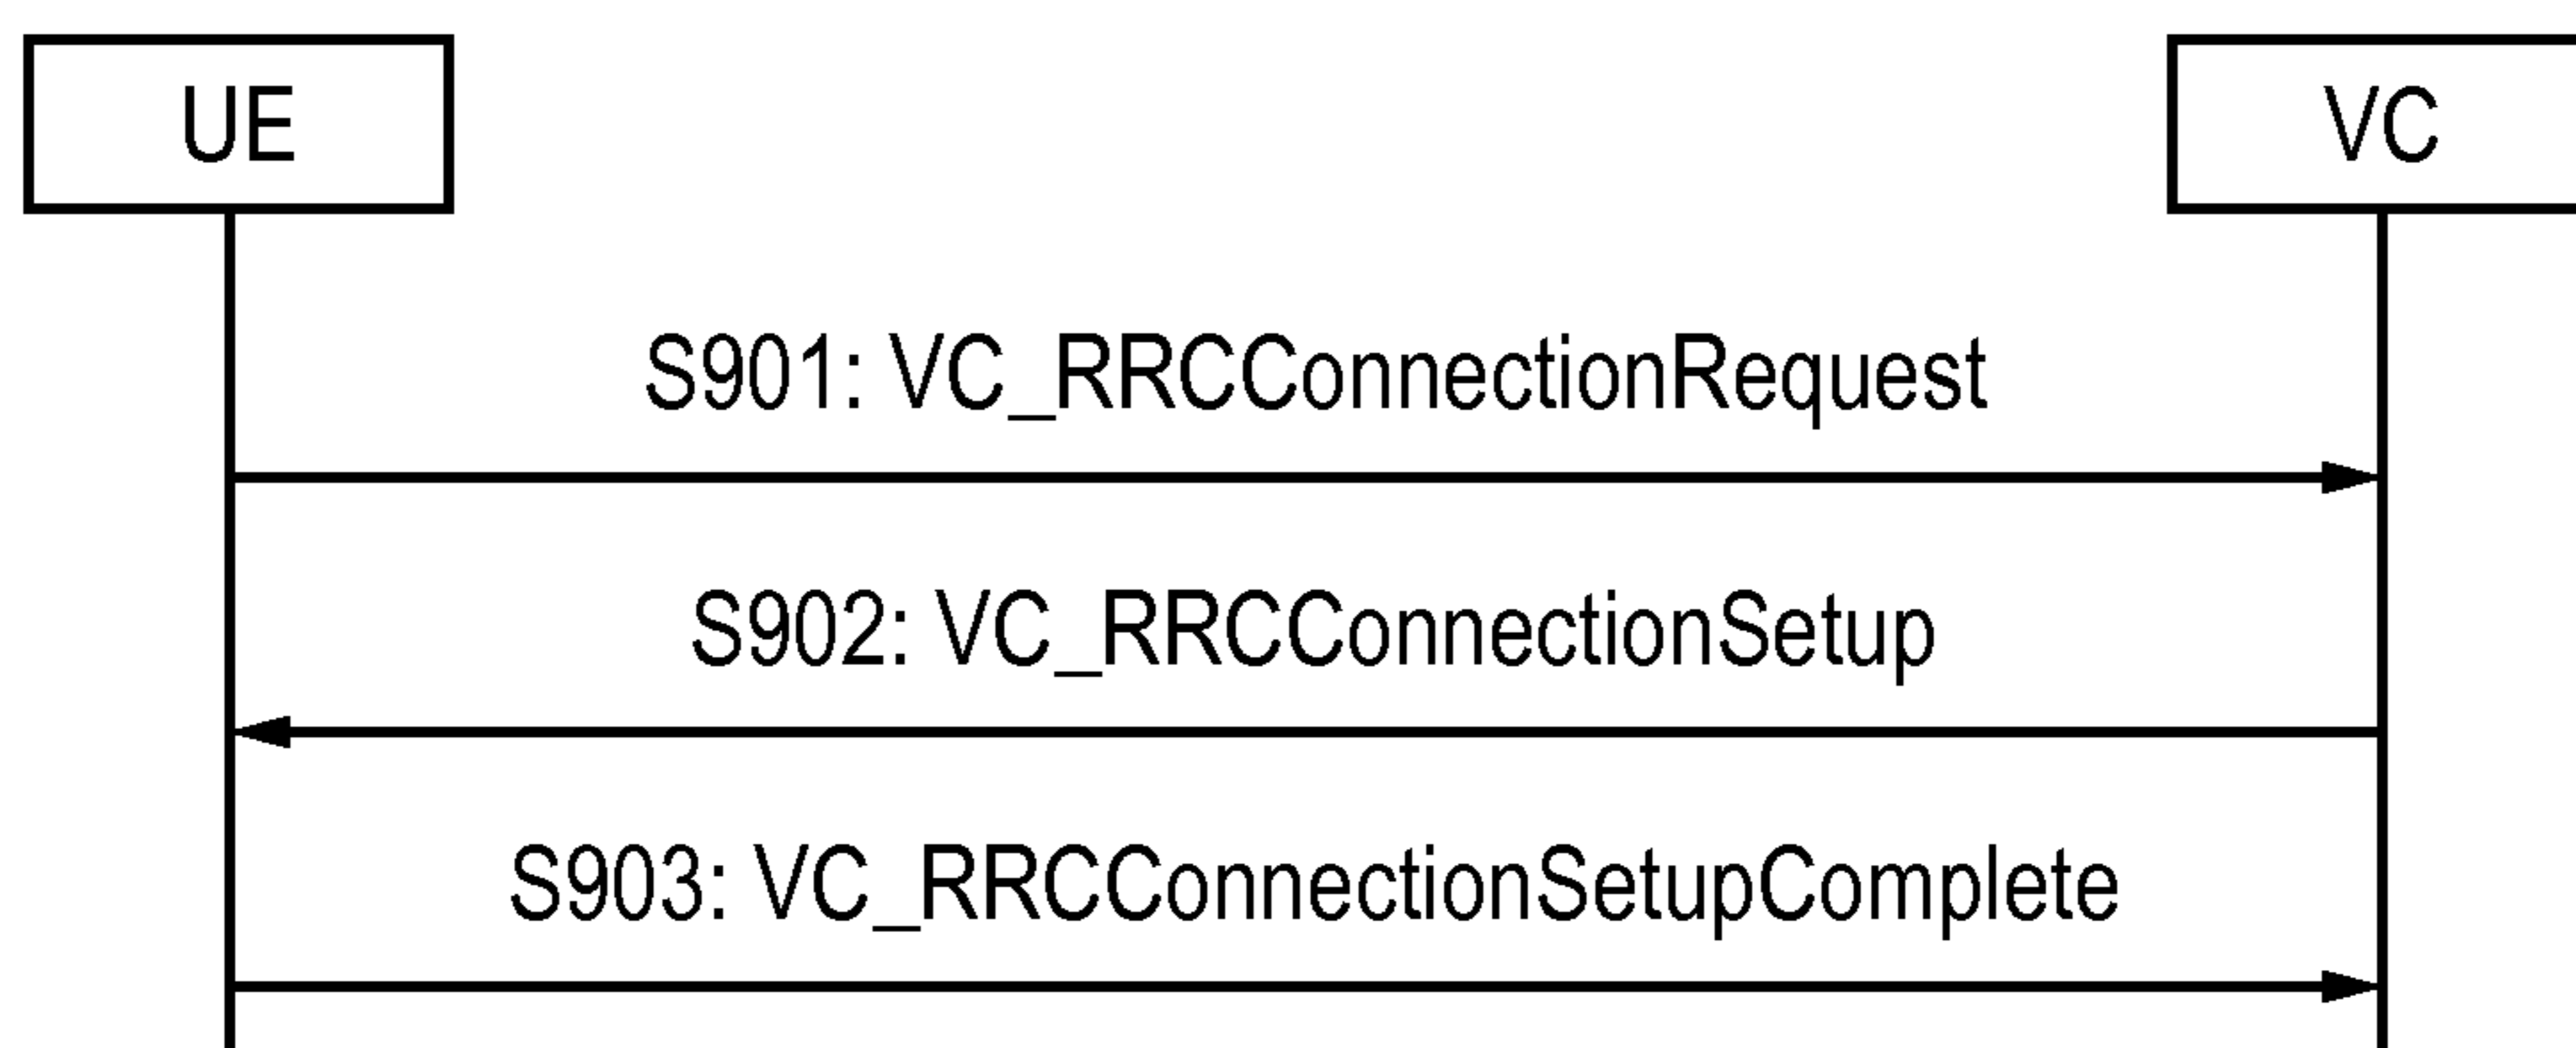 UE
VC
S901: VC_RRCConnectionRequest
S902: VC_RRCConnectionSetup
S903: VC_RRCConnectionSetupComplete